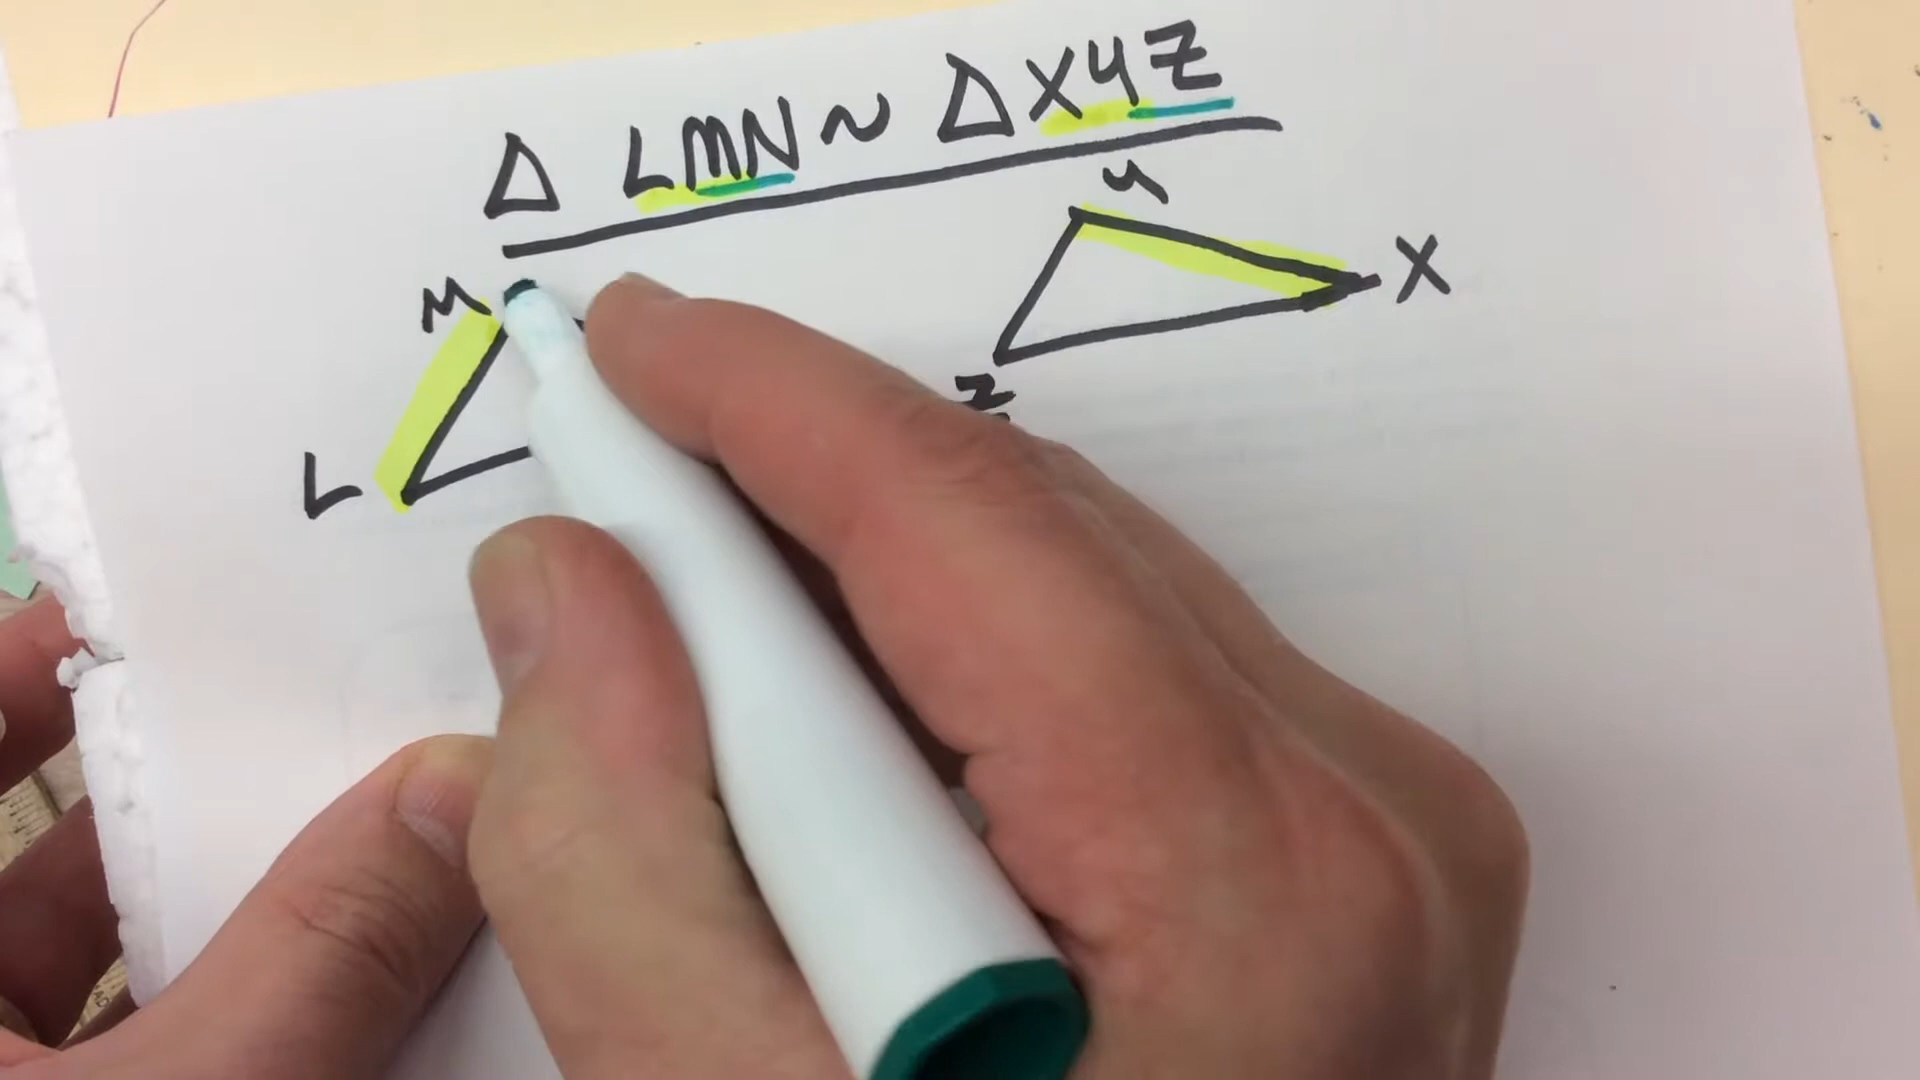 Δ LMN ~ Δ XYZ
Y
M
X
Z
L